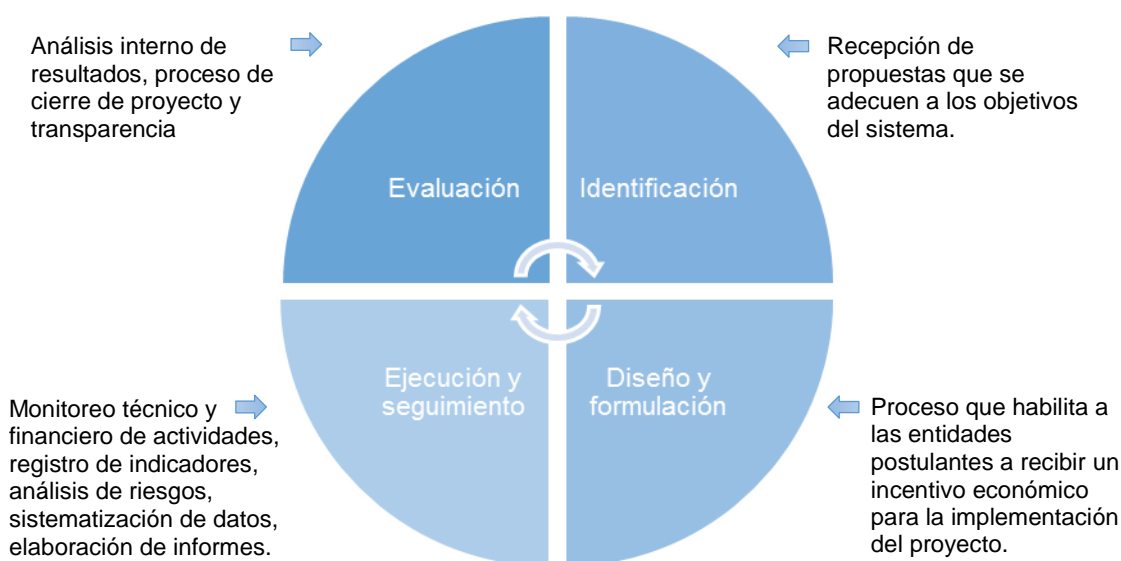 Análisis interno de
resultados, proceso de
cierre de proyecto y
transparencia
Recepción de
propuestas que se
adecuen a los objetivos
del sistema.
Evaluación
Identificación
Ejecución y
seguimiento
Diseño y
formulación
Monitoreo técnico y
financiero de actividades,
registro de indicadores,
análisis de riesgos,
sistematización de datos,
elaboración de informes.
Proceso que habilita a
las entidades
postulantes a recibir un
incentivo económico
para la implementación
del proyecto.